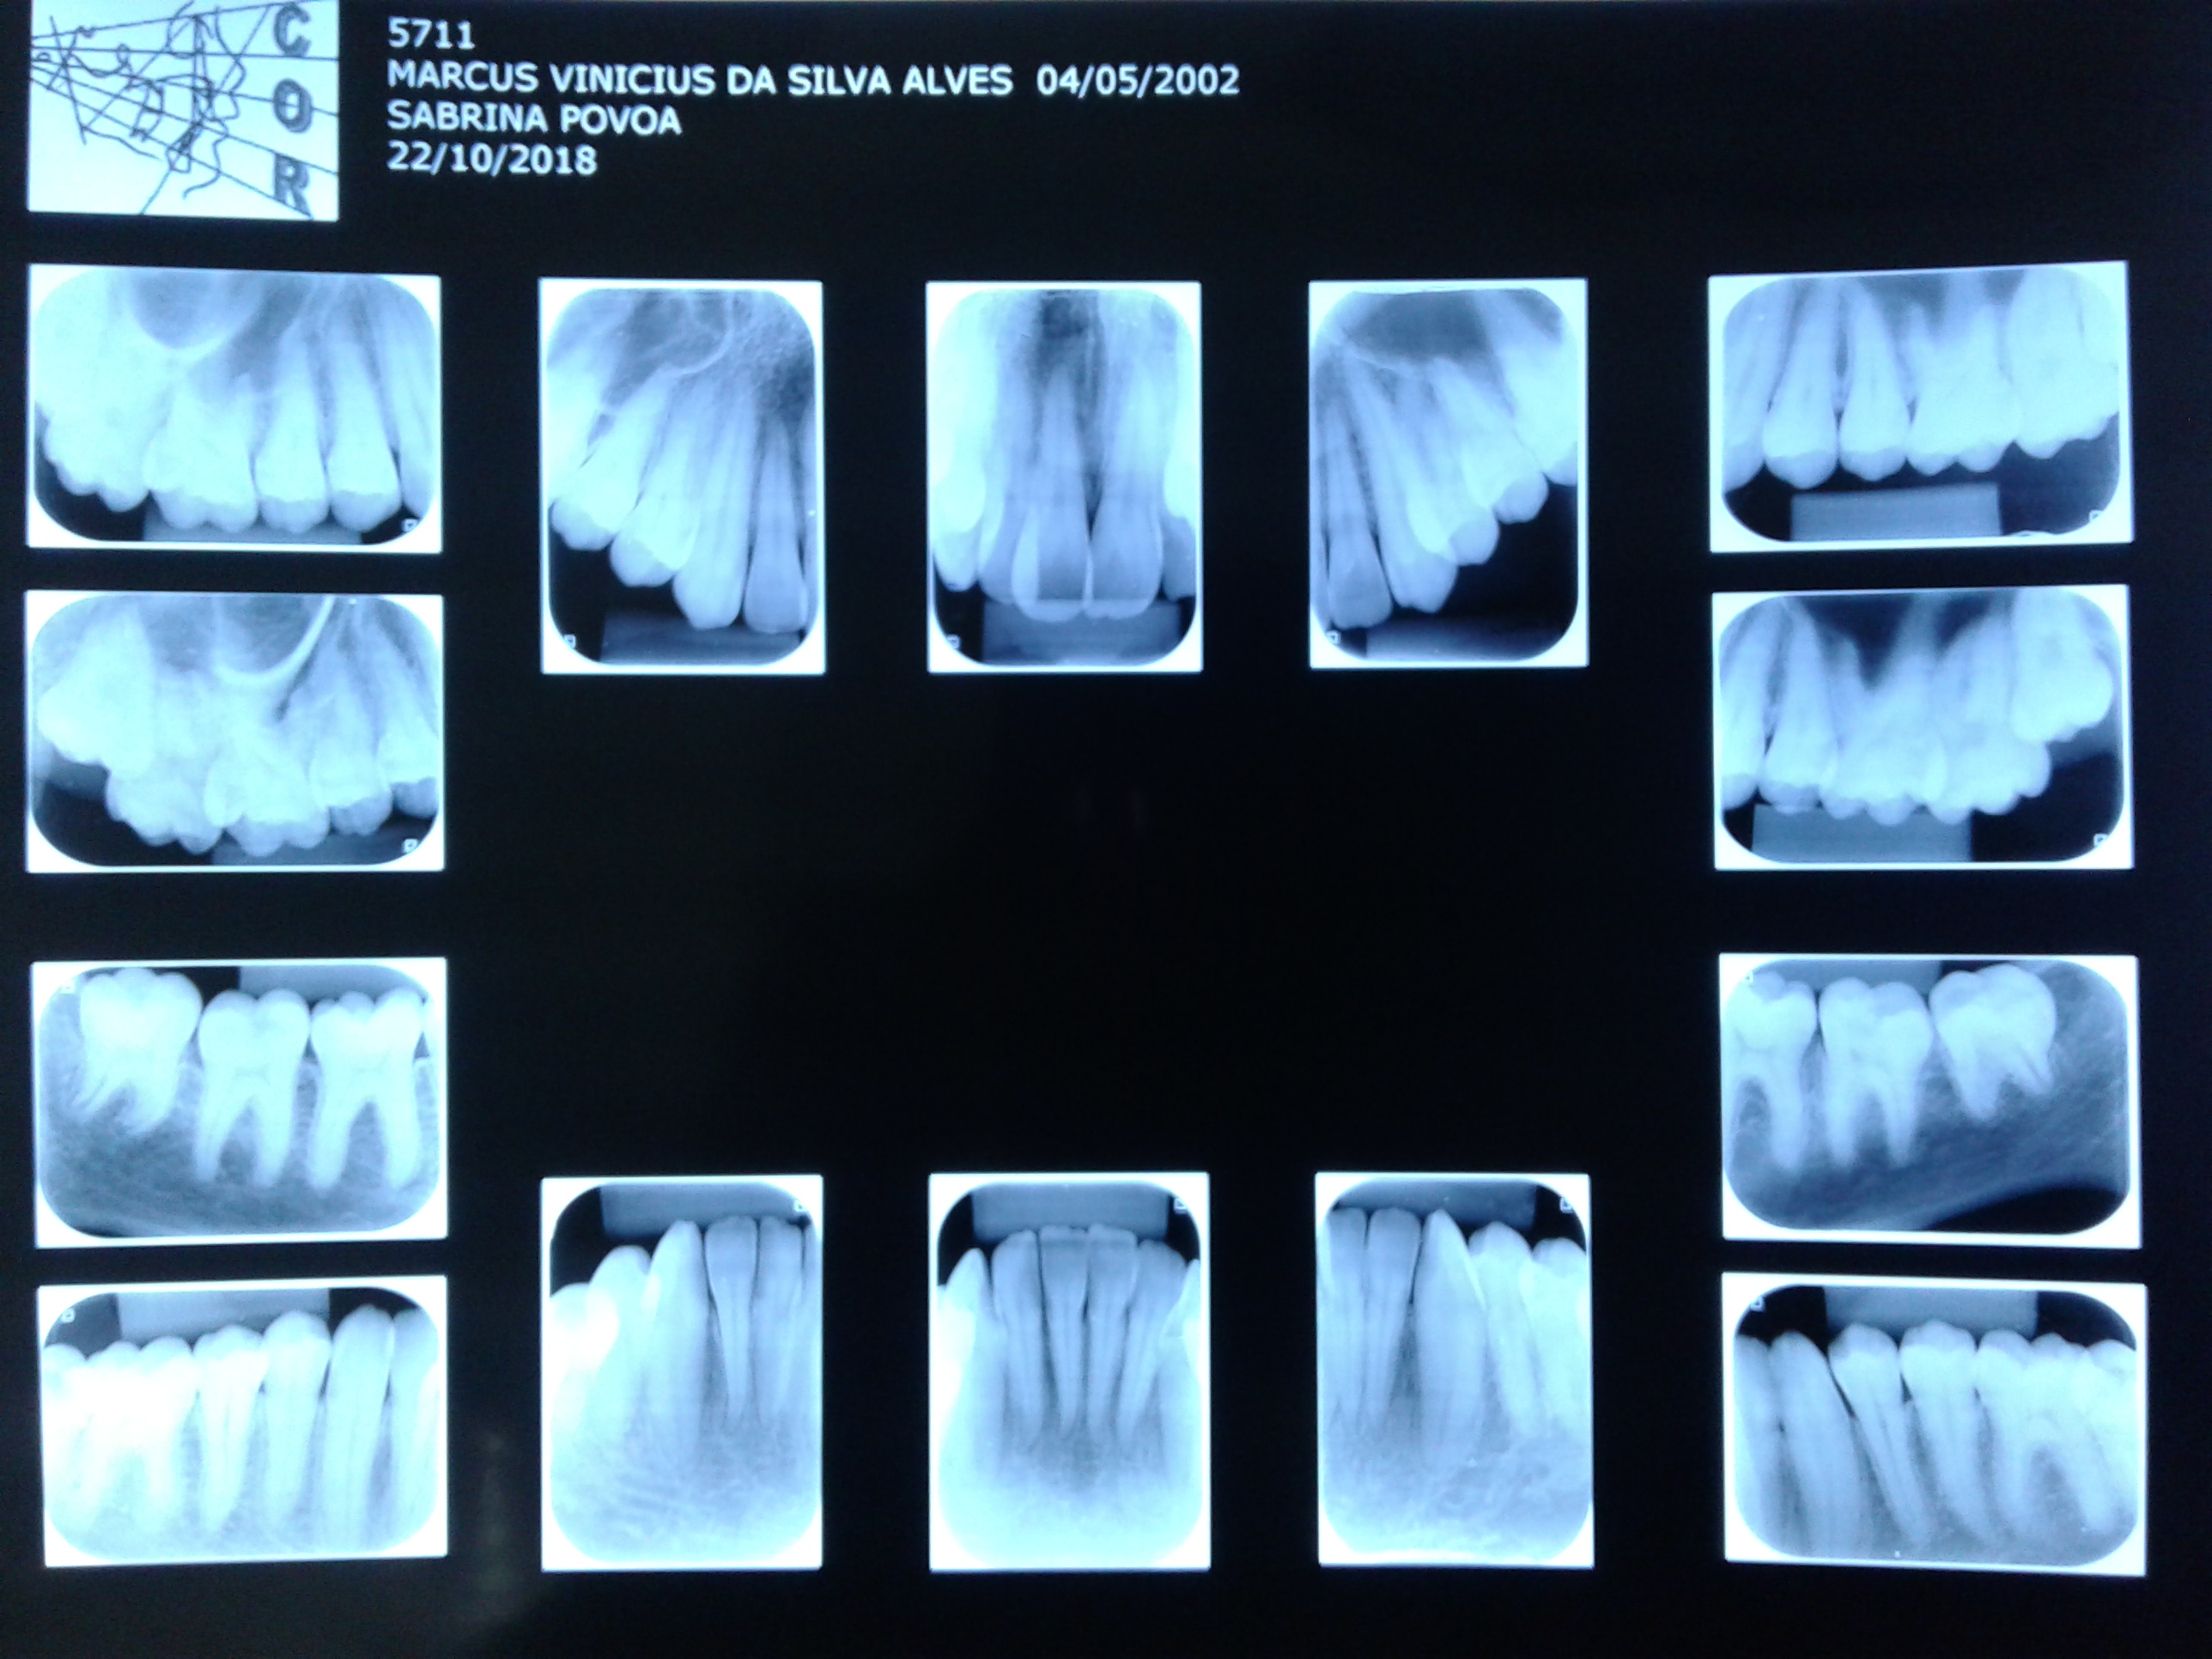 C
O
R
5711
MARCUS VINICIUS DA SILVA ALVES 04/05/2002
SABRINA POVOA
22/10/2018